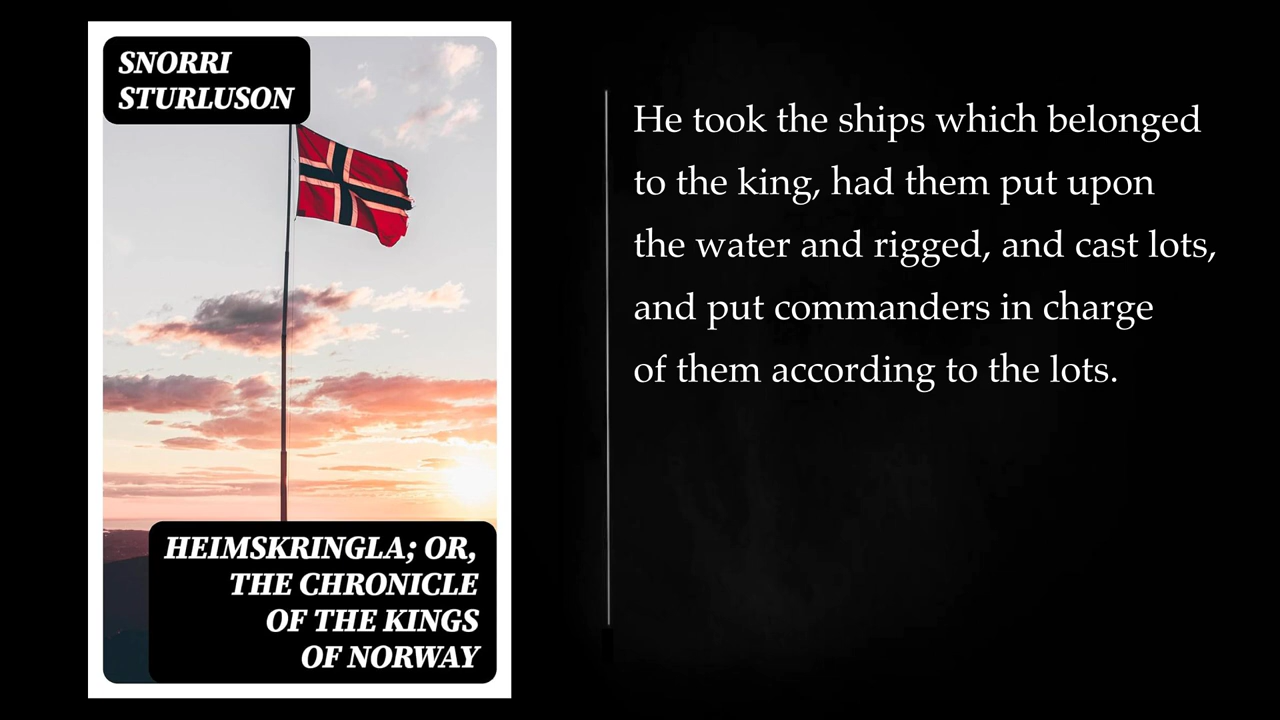 SNORRI
STURLUSON
HEIMSKRINGLA; OR,
THE CHRONICLE
OF THE KINGS
OF NORWAY
He took the ships which belonged
to the king, had them put upon
the water and rigged, and cast lots,
and put commanders in charge
of them according to the lots.